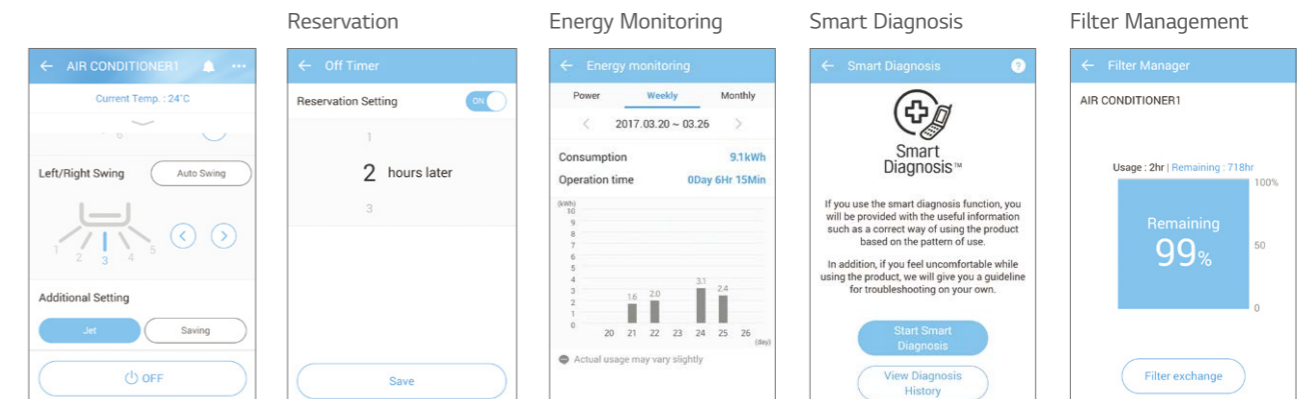 Reservation
Energy Monitoring
Smart Diagnosis
Filter Management
AIR CONDITIONER1
Current Temp. : 24°C
Left/Right Swing
Auto Swing
1 2 3 4 5
Additional Setting
Jet
Saving
OFF
Off Timer
Reservation Setting
ON
1
2 hours later
3
Save
Energy monitoring
Power Weekly Monthly
2017.03.20 ~ 03.26
Consumption 9.1kWh
Operation time 0Day 6Hr 15Min
(kWh)
10
9
8
7
6
5
4
3
2
1
0
1.6 2.0 3.1 2.4
20 21 22 23 24 25 26
(day)
Actual usage may vary slightly
Smart Diagnosis
?
Smart
Diagnosis™
If you use the smart diagnosis function, you
will be provided with the useful information
such as a correct way of using the product
based on the pattern of use.
In addition, if you feel uncomfortable while
using the product, we will give you a guideline
for troubleshooting on your own.
Start Smart
Diagnosis
View Diagnosis
History
Filter Manager
AIR CONDITIONER1
Usage : 2hr | Remaining : 718hr
100%
Remaining
99%
50
0
Filter exchange